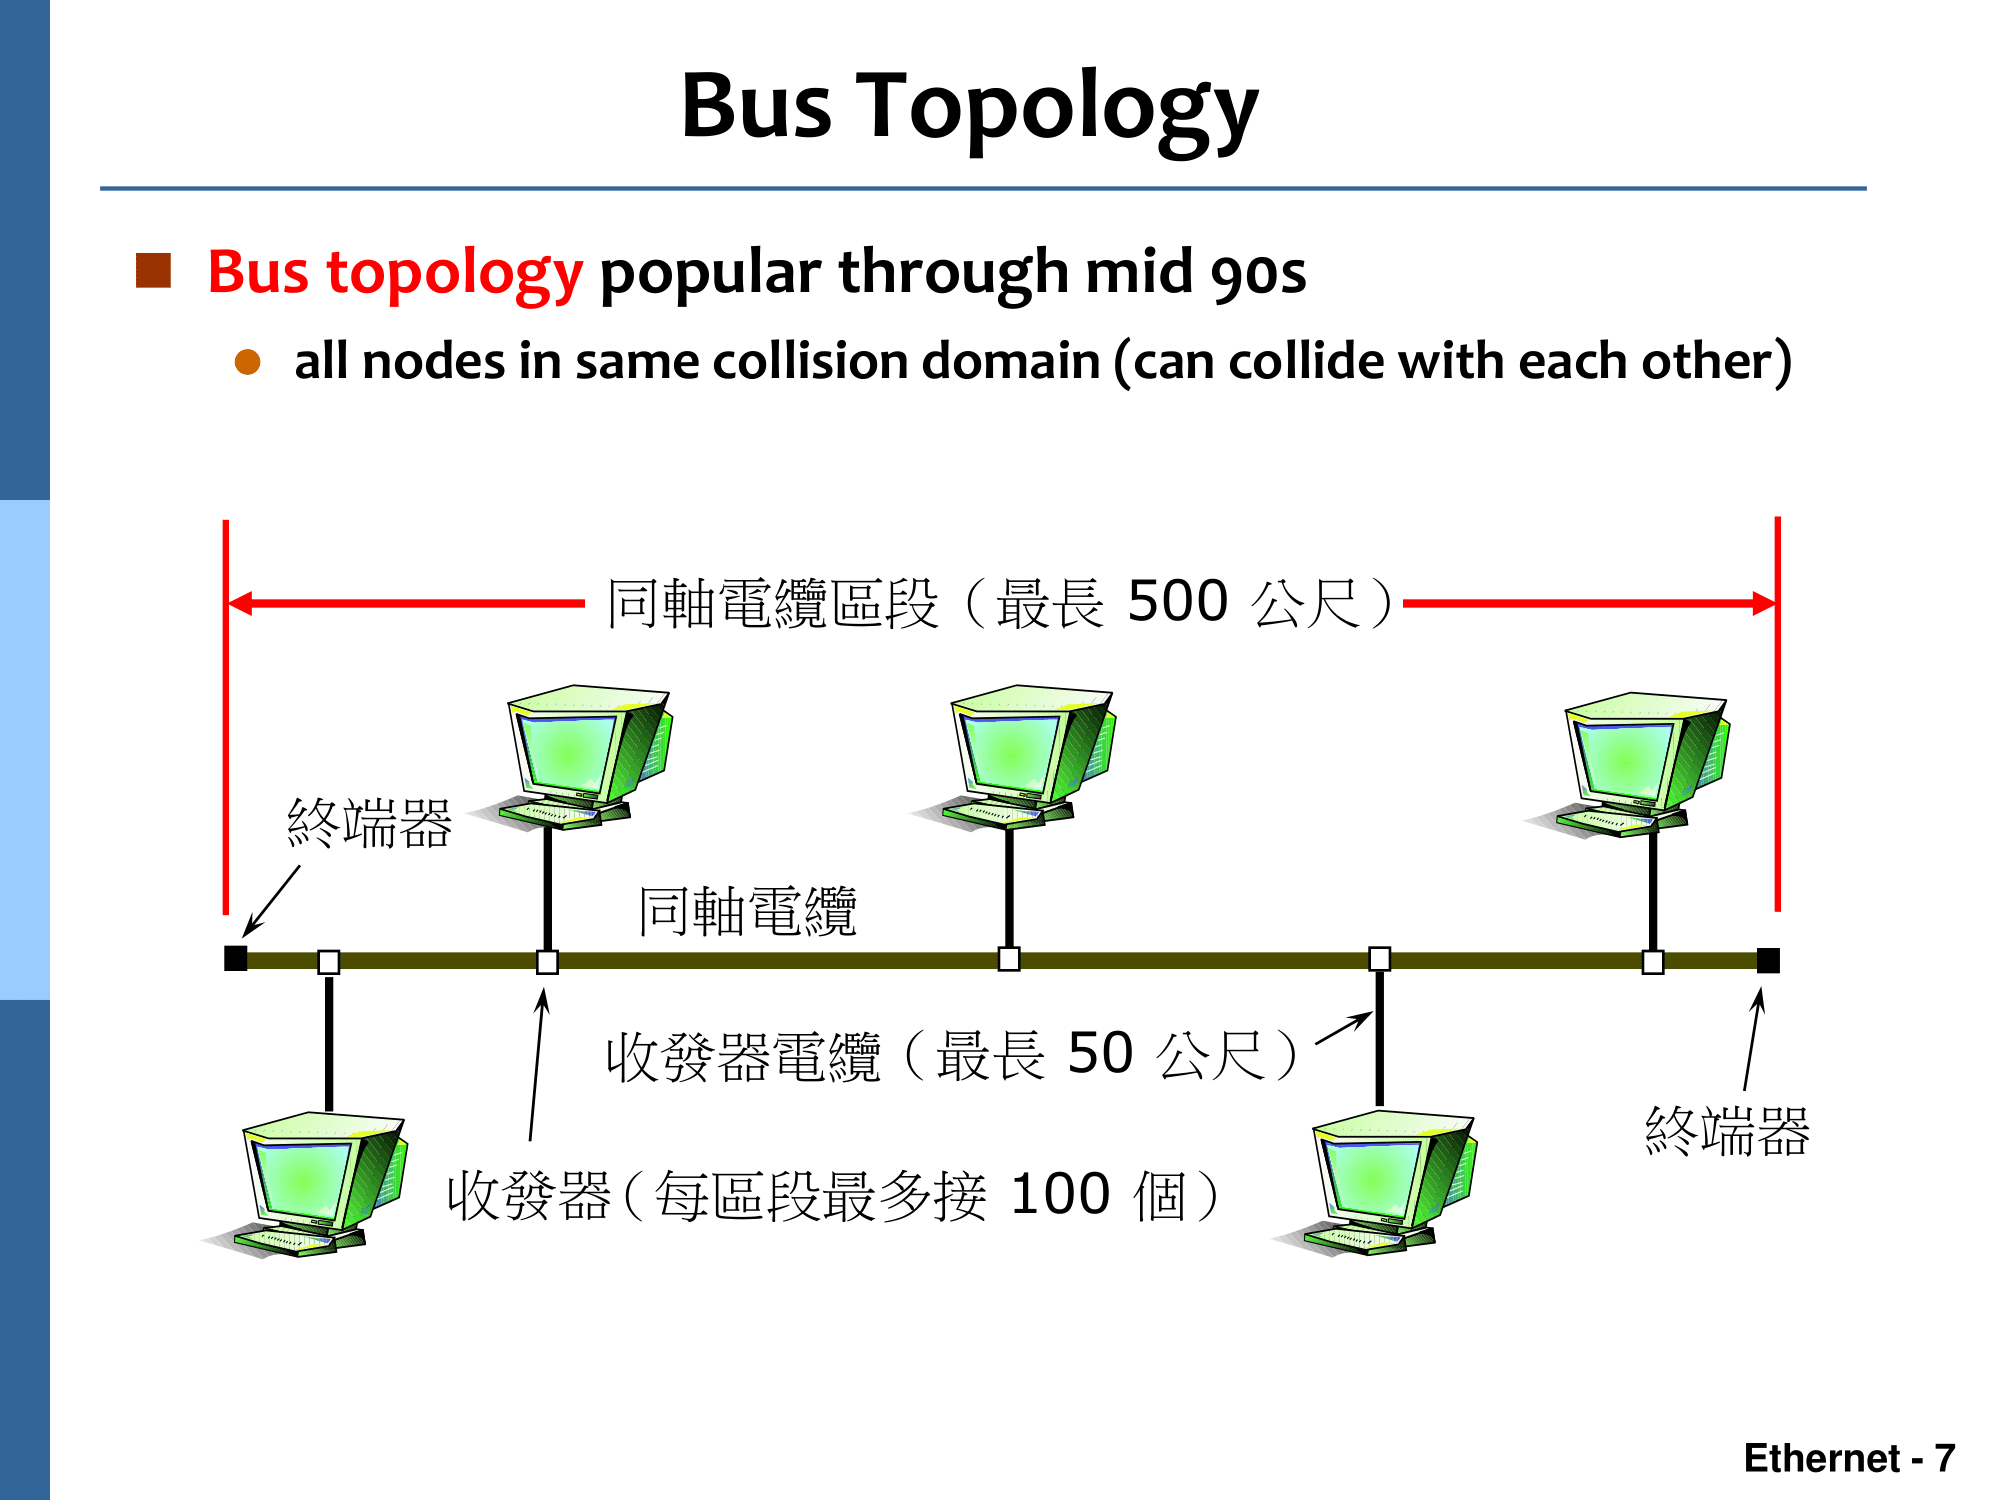 Bus Topology
Bus topology popular through mid 90s
all nodes in same collision domain (can collide with each other)
同軸電纜區段（最長 500 公尺）
終端器
同軸電纜
收發器電纜（最長 50 公尺）
終端器
收發器（每區段最多接 100 個）
Ethernet - 7